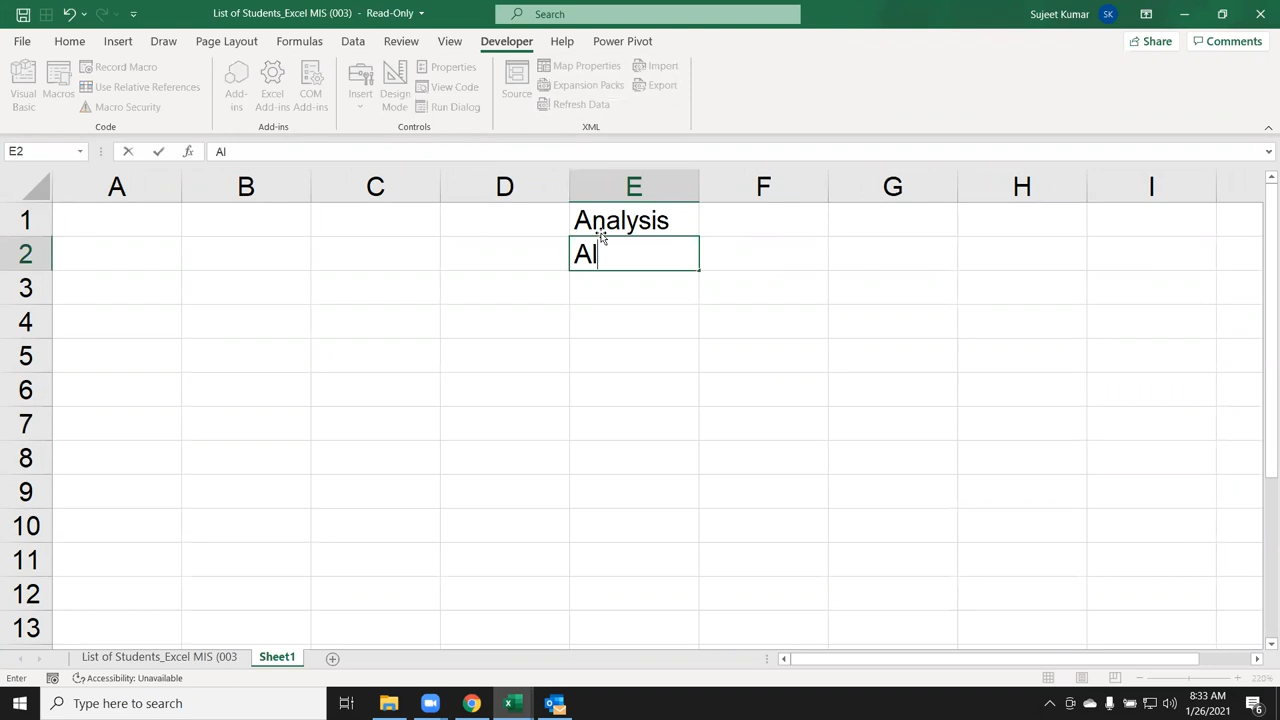 List of Students_Excel MIS (003) - Read-Only
Search
Sujeet Kumar
SK
File
Home
Insert
Draw
Page Layout
Formulas
Data
Review
View
Developer
Help
Power Pivot
Share
Comments
Visual Basic
Macros
Record Macro
Use Relative References
Macro Security
Code
Add-ins
Excel Add-ins
COM Add-ins
Add-ins
Insert
Design Mode
Properties
View Code
Run Dialog
Controls
Source
Map Properties
Expansion Packs
Refresh Data
Import
Export
XML
E2
fx
Al
A B C D E F G H I
1 Analysis
2 Al
3
4
5
6
7
8
9
10
11
12
13
List of Students_Excel MIS (003
Sheet1
Enter
Accessibility: Unavailable
220%
Type here to search
8:33 AM
1/26/2021
6